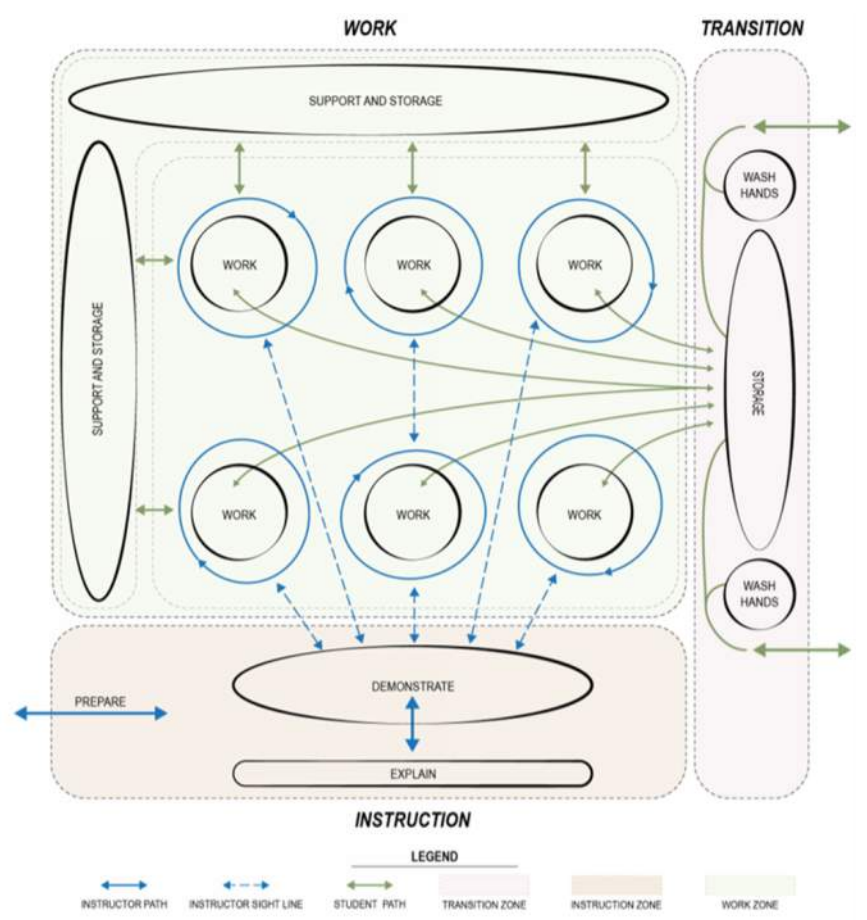 WORK
TRANSITION
SUPPORT AND STORAGE
WASH
HANDS
WORK
WORK
WORK
SUPPORT AND STORAGE
STORAGE
WORK
WORK
WORK
WASH
HANDS
DEMONSTRATE
PREPARE
EXPLAIN
INSTRUCTION
LEGEND
INSTRUCTOR PATH
INSTRUCTOR SIGHT LINE
STUDENT PATH
TRANSITION ZONE
INSTRUCTION ZONE
WORK ZONE